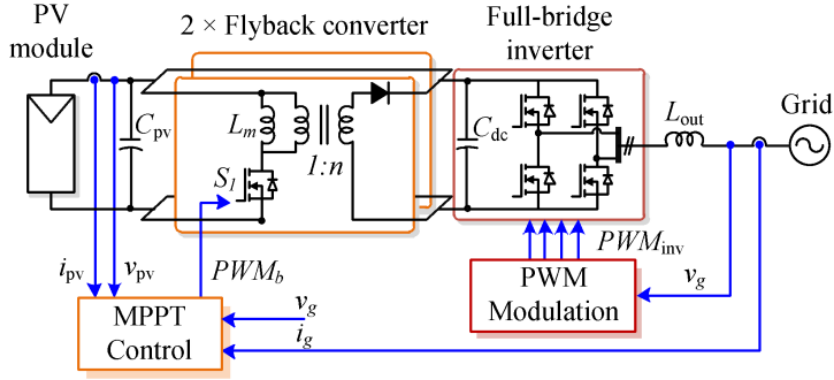 PV
module
2 × Flyback converter
Full-bridge
inverter
C_pv
L_m
1:n
S_1
C_dc
L_out
Grid
i_pv
v_pv
PWM_b
PWM_inv
MPPT
Control
v_g
i_g
PWM
Modulation
v_g